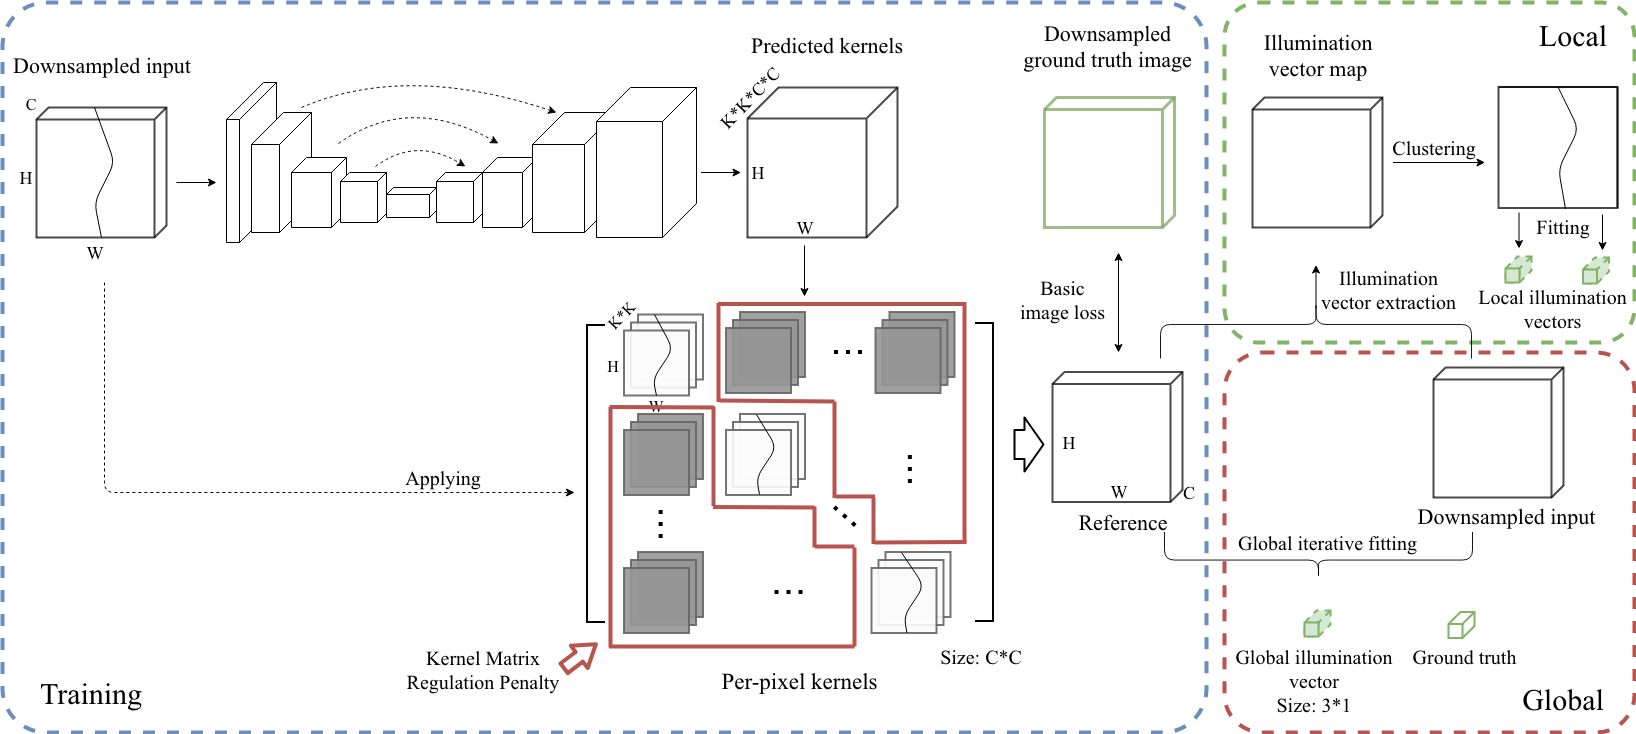 Downsampled input
C
H
W
Predicted kernels
K*K*C*C
H
W
Downsampled
ground truth image
Illumination
vector map
Local
Clustering
Fitting
Local illumination
vectors
Illumination
vector extraction
Basic
image loss
K*K
H
W
Applying
H
W
C
Reference
Downsampled input
Global iterative fitting
Kernel Matrix
Regulation Penalty
Size: C*C
Per-pixel kernels
Training
Global illumination
vector
Size: 3*1
Ground truth
Global